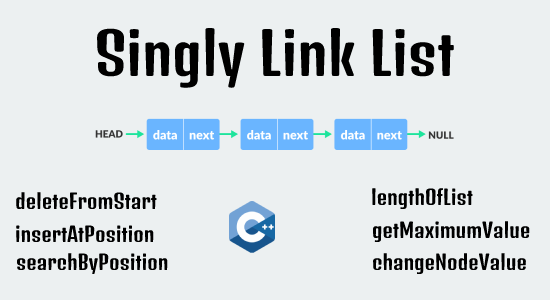 Singly Link List
HEAD data next data next data next NULL
deleteFromStart
insertAtPosition
searchByPosition
C++
lengthOfList
getMaximumValue
changeNodeValue